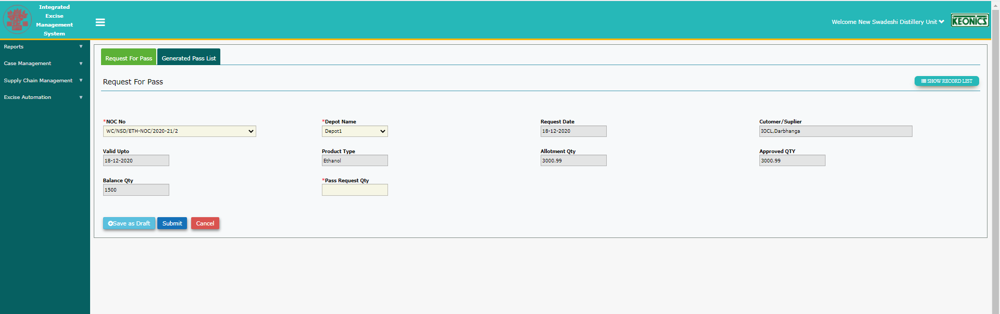 Integrated
Excise
Management
System
Welcome New Swadeshi Distillery Unit
KEONICS
Reports
Case Management
Supply Chain Management
Excise Automation
Request For Pass
Generated Pass List
Request For Pass
SHOW RECORD LIST
*NOC No
*Depot Name
Request Date
Cutomer/Suplier
WC/NSD/ETH-NOC/2020-21/2
Depot1
18-12-2020
IOCL,Darbhanga
Valid Upto
Product Type
Allotment Qty
Approved QTY
18-12-2020
Ethanol
3000.99
3000.99
Balance Qty
*Pass Request Qty
1500
Save as Draft
Submit
Cancel